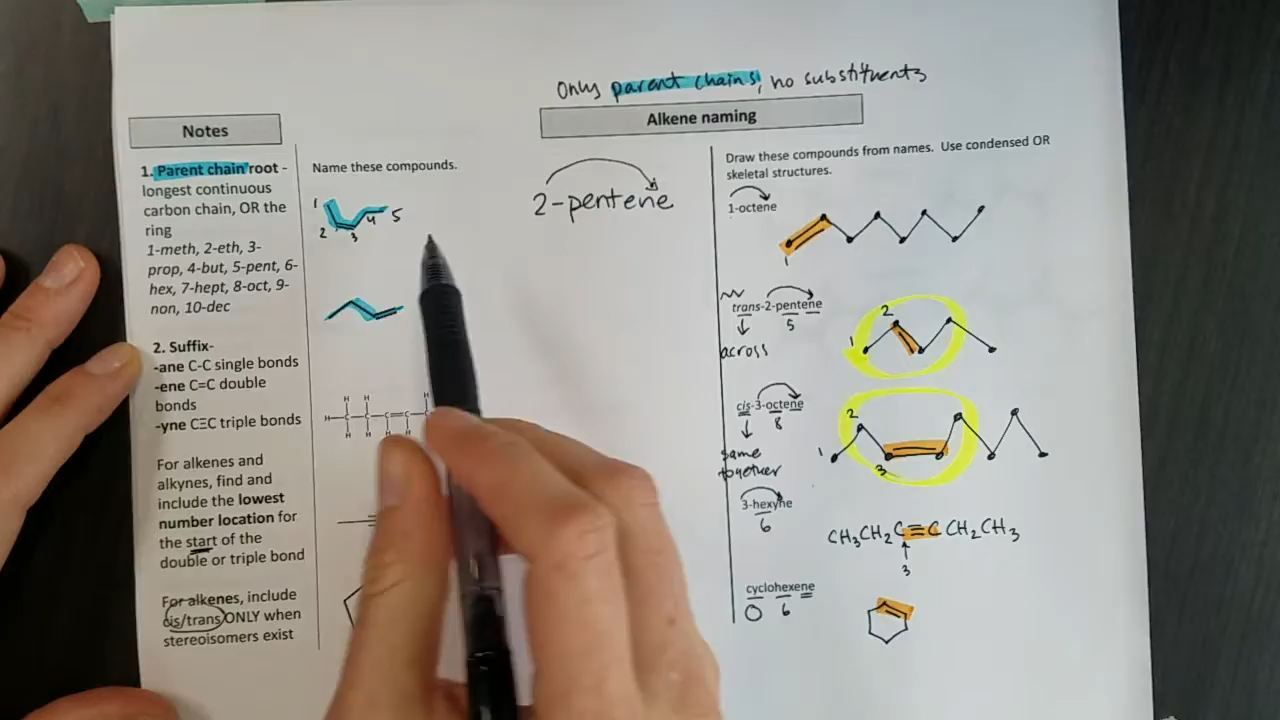 Only parent chains, no substituents
Alkene naming
Notes
1. Parent chain root -
longest continuous
carbon chain, OR the
ring
1-meth, 2-eth, 3-
prop, 4-but, 5-pent, 6-
hex, 7-hept, 8-oct, 9-
non, 10-dec
2. Suffix-
-ane C-C single bonds
-ene C=C double
bonds
-yne C≡C triple bonds
For alkenes and
alkynes, find and
include the lowest
number location for
the start of the
double or triple bond
For alkenes, include
cis/trans ONLY when
stereoisomers exist
Name these compounds.
1
2
3
4
5
H H H
H C C C=C C
H H H H
2-pentene
Draw these compounds from names. Use condensed OR
skeletal structures.
1-octene
1
trans-2-pentene
5
across
1
2
cis-3-octene
8
same
together
1
2
3
3-hexyne
6
CH3CH2C≡CCH2CH3
3
cyclohexene
6